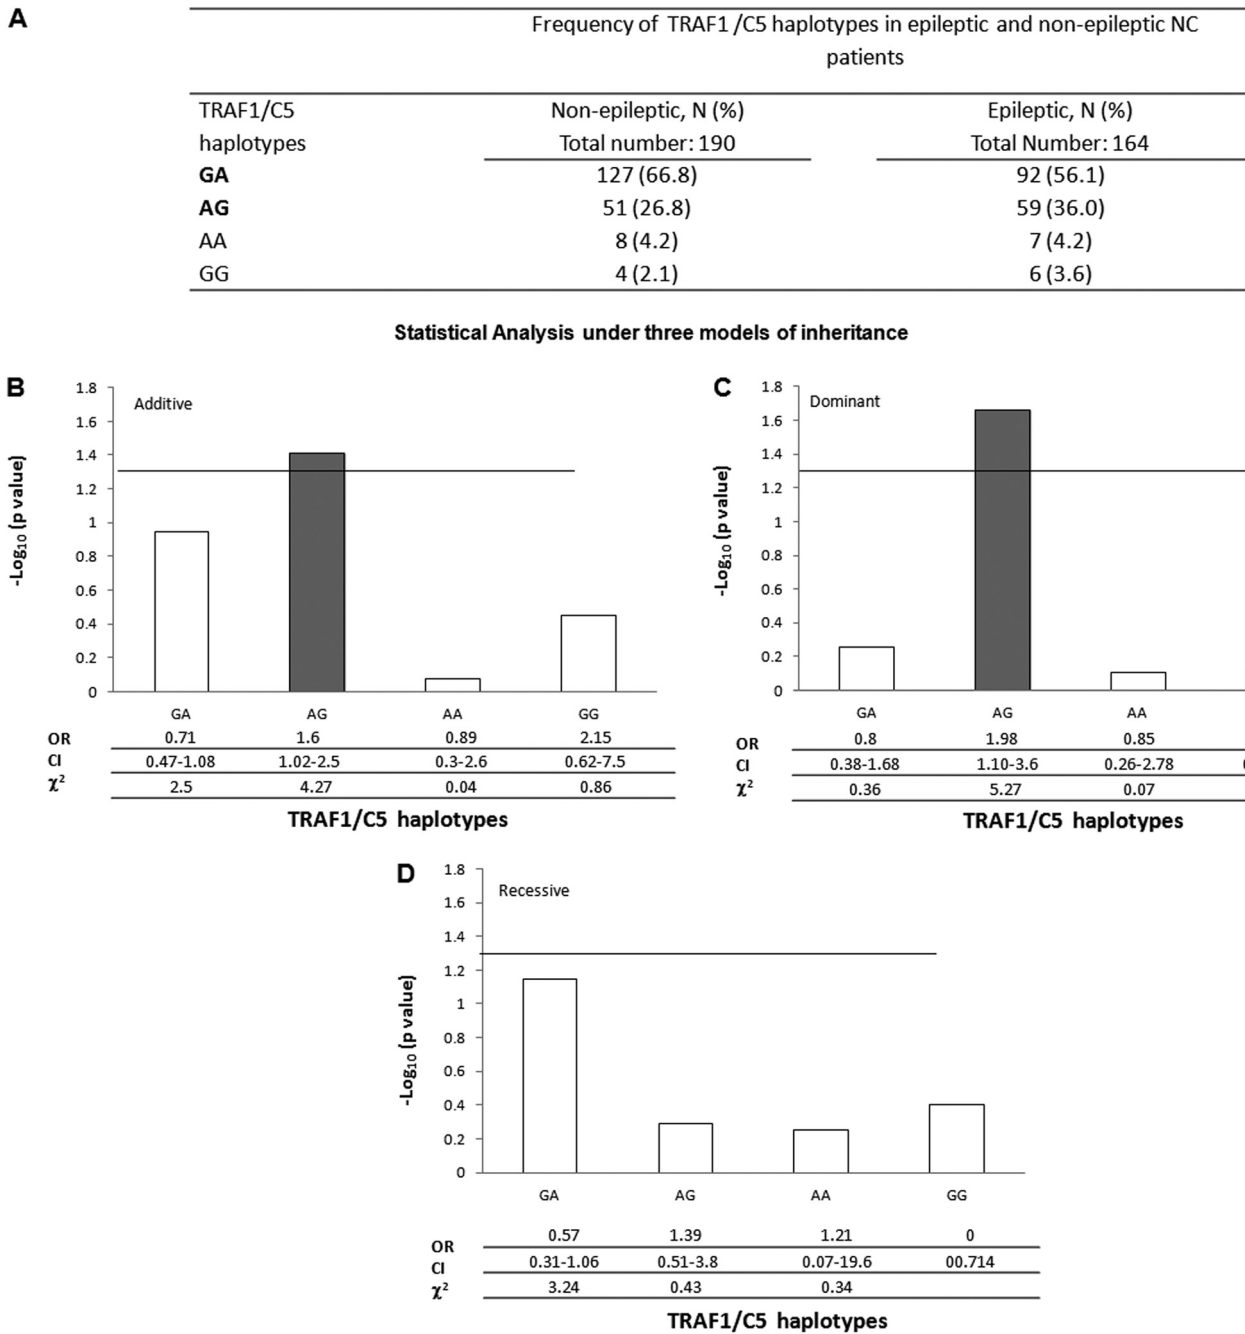 A
Frequency of TRAF1 /C5 haplotypes in epileptic and non-epileptic NC
patients
TRAF1/C5 Non-epileptic, N (%) Epileptic, N (%)
haplotypes Total number: 190 Total Number: 164
GA 127 (66.8) 92 (56.1)
AG 51 (26.8) 59 (36.0)
AA 8 (4.2) 7 (4.2)
GG 4 (2.1) 6 (3.6)
Statistical Analysis under three models of inheritance
B
Additive
-Log10 (p value)
1.8
1.6
1.4
1.2
1
0.8
0.6
0.4
0.2
0
GA AG AA GG
OR 0.71 1.6 0.89 2.15
CI 0.47-1.08 1.02-2.5 0.3-2.6 0.62-7.5
χ2 2.5 4.27 0.04 0.86
TRAF1/C5 haplotypes
C
Dominant
-Log10 (p value)
1.8
1.6
1.4
1.2
1
0.8
0.6
0.4
0.2
0
GA AG AA
OR 0.8 1.98 0.85
CI 0.38-1.68 1.10-3.6 0.26-2.78
χ2 0.36 5.27 0.07
TRAF1/C5 haplotypes
D
Recessive
-Log10 (p value)
1.8
1.6
1.4
1.2
1
0.8
0.6
0.4
0.2
0
GA AG AA GG
OR 0.57 1.39 1.21 0
CI 0.31-1.06 0.51-3.8 0.07-19.6 00.714
χ2 3.24 0.43 0.34
TRAF1/C5 haplotypes